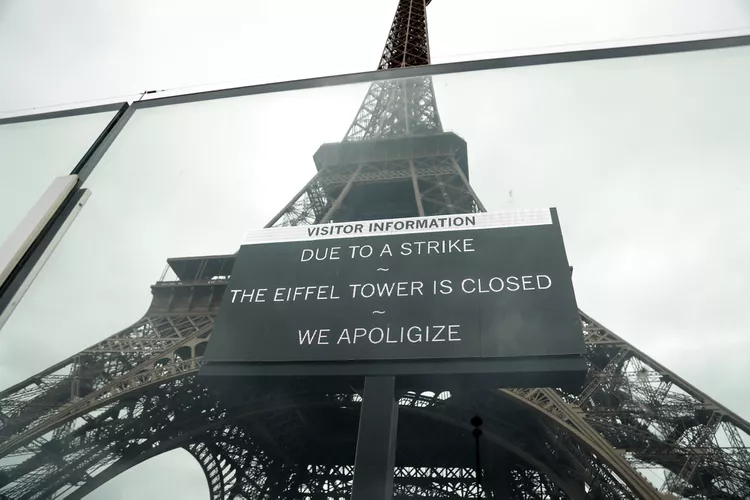 VISITOR INFORMATION
DUE TO A STRIKE
~
THE EIFFEL TOWER IS CLOSED
~
WE APOLIGIZE